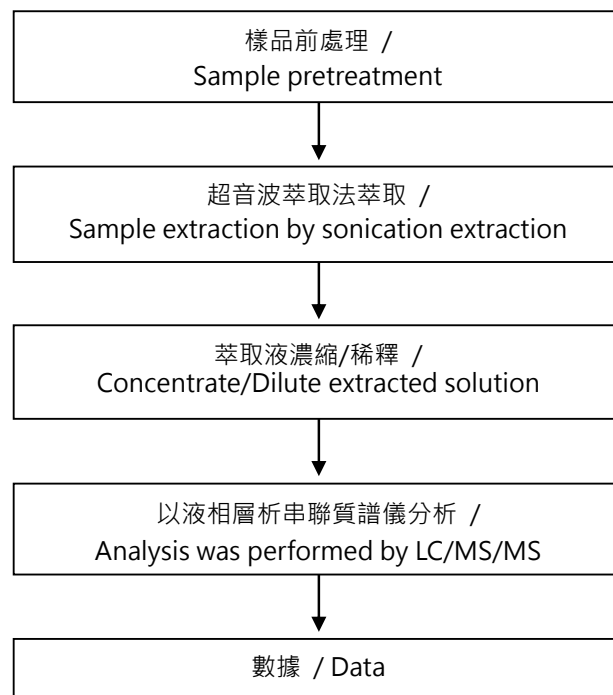 樣品前處理 /
Sample pretreatment
超音波萃取法萃取 /
Sample extraction by sonication extraction
萃取液濃縮/稀釋 /
Concentrate/Dilute extracted solution
以液相層析串聯質譜儀分析 /
Analysis was performed by LC/MS/MS
數據 / Data